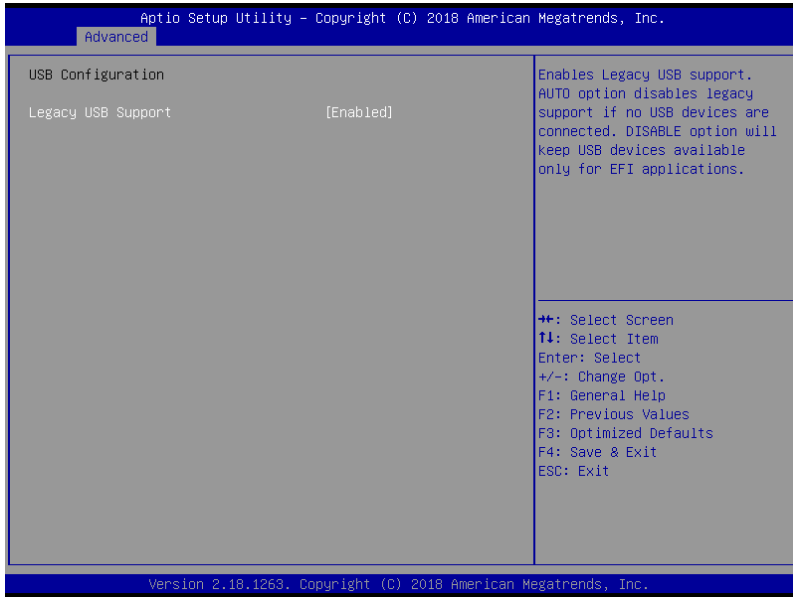 Aptio Setup Utility – Copyright (C) 2018 American Megatrends, Inc.
Advanced
USB Configuration
Legacy USB Support [Enabled]
Enables Legacy USB support.
AUTO option disables legacy
support if no USB devices are
connected. DISABLE option will
keep USB devices available
only for EFI applications.
→←: Select Screen
↑↓: Select Item
Enter: Select
+/-: Change Opt.
F1: General Help
F2: Previous Values
F3: Optimized Defaults
F4: Save & Exit
ESC: Exit
Version 2.18.1263. Copyright (C) 2018 American Megatrends, Inc.